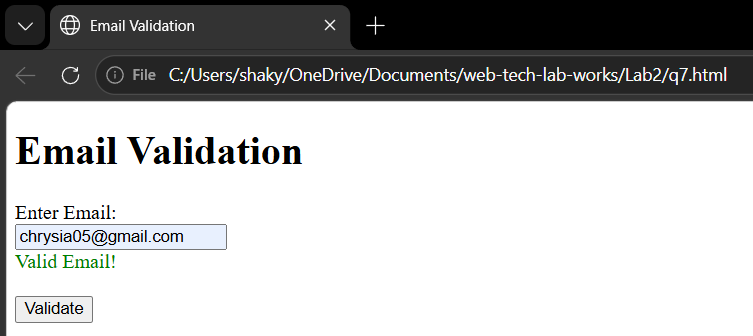 Email Validation
File C:/Users/shaky/OneDrive/Documents/web-tech-lab-works/Lab2/q7.html
Email Validation
Enter Email:
chrysia05@gmail.com
Valid Email!
Validate